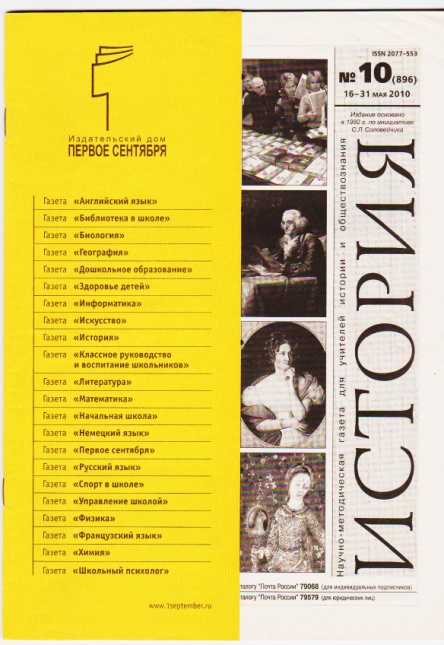 Издательский дом
ПЕРВОЕ СЕНТЯБРЯ
Газета «Английский язык»
Газета «Библиотека в школе»
Газета «Биология»
Газета «География»
Газета «Дошкольное образование»
Газета «Здоровье детей»
Газета «Информатика»
Газета «Искусство»
Газета «История»
Газета «Классное руководство
и воспитание школьников»
Газета «Литература»
Газета «Математика»
Газета «Начальная школа»
Газета «Немецкий язык»
Газета «Первое сентября»
Газета «Русский язык»
Газета «Спорт в школе»
Газета «Управление школой»
Газета «Физика»
Газета «Французский язык»
Газета «Химия»
Газета «Школьный психолог»
www.1september.ru
ISSN 2077-553
№ 10 (896)
16–31 МАЯ 2010
Издание основано
в 1992 г. по инициативе
С.Л. Соловейчика
Научно-методическая газета для учителей истории и обществознания
ИСТОРИЯ
талогу "Почта России" 79068 (для индивидуальных подписчиков)
талогу "Почта России" 79579 (для юридических лиц)